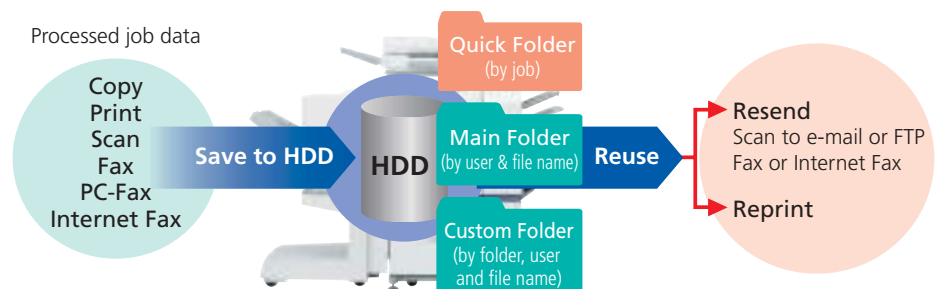 Processed job data
Copy
Print
Scan
Fax
PC-Fax
Internet Fax
Save to HDD
HDD
Quick Folder
(by job)
Main Folder
(by user & file name)
Custom Folder
(by folder, user
and file name)
Reuse
Resend
Scan to e-mail or FTP
Fax or Internet Fax
Reprint